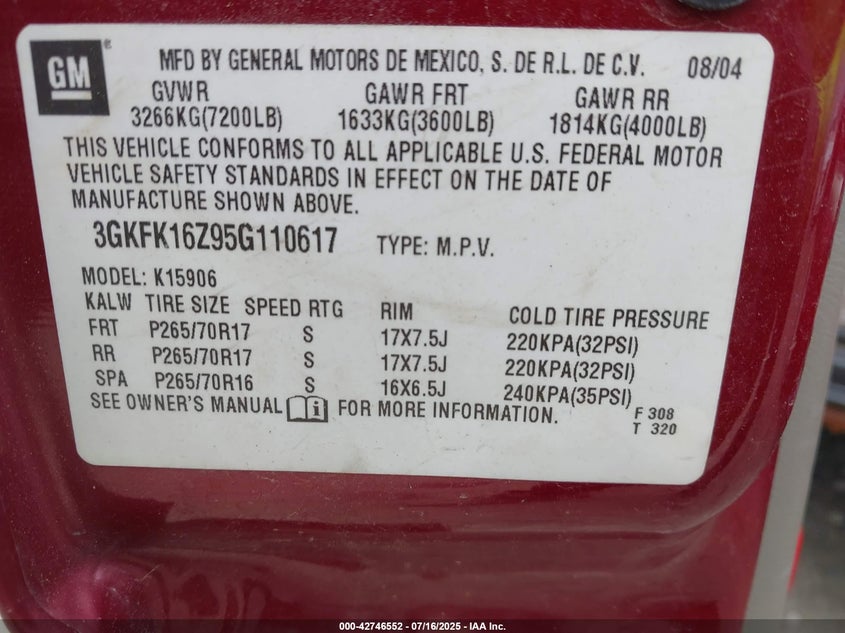 GM
MFD BY GENERAL MOTORS DE MEXICO, S. DE R.L. DE C.V. 08/04
GVWR GAWR FRT GAWR RR
3266KG(7200LB) 1633KG(3600LB) 1814KG(4000LB)
THIS VEHICLE CONFORMS TO ALL APPLICABLE U.S. FEDERAL MOTOR
VEHICLE SAFETY STANDARDS IN EFFECT ON THE DATE OF
MANUFACTURE SHOWN ABOVE.
3GKFK16Z95G110617 TYPE: M.P.V.
MODEL: K15906
KALW TIRE SIZE SPEED RTG RIM COLD TIRE PRESSURE
FRT P265/70R17 S 17X7.5J 220KPA(32PSI)
RR P265/70R17 S 17X7.5J 220KPA(32PSI)
SPA P265/70R16 S 16X6.5J 240KPA(35PSI)
SEE OWNER'S MANUAL i FOR MORE INFORMATION. F 308
T 320
000-42746552 / 07/16/2025 - IAA Inc.